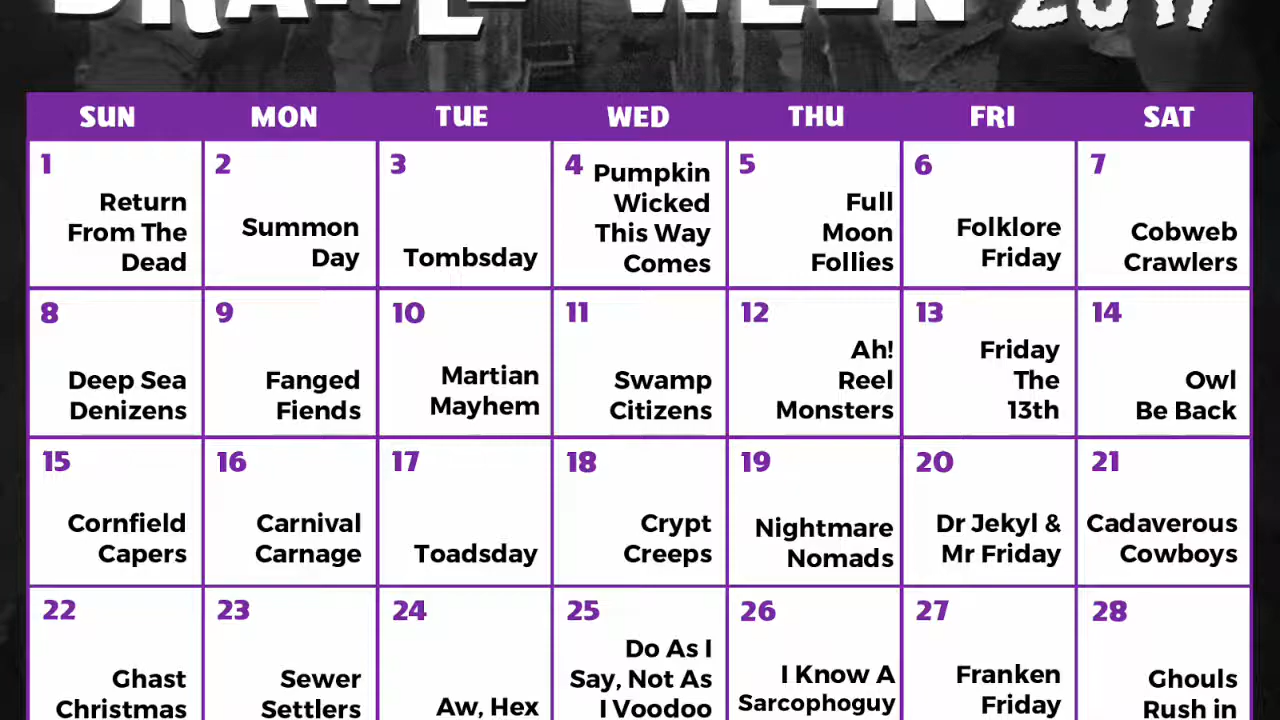 DRAWL WEEN 2017
SUN MON TUE WED THU FRI SAT
1
Return
From The
Dead
2
Summon
Day
3
Tombsday
4
Pumpkin
Wicked
This Way
Comes
5
Full
Moon
Follies
6
Folklore
Friday
7
Cobweb
Crawlers
8
Deep Sea
Denizens
9
Fanged
Fiends
10
Martian
Mayhem
11
Swamp
Citizens
12
Ah!
Reel
Monsters
13
Friday
The
13th
14
Owl
Be Back
15
Cornfield
Capers
16
Carnival
Carnage
17
Toadsday
18
Crypt
Creeps
19
Nightmare
Nomads
20
Dr Jekyl &
Mr Friday
21
Cadaverous
Cowboys
22
Ghast
Christmas
23
Sewer
Settlers
24
Aw, Hex
25
Do As I
Say, Not As
I Voodoo
26
I Know A
Sarcophoguy
27
Franken
Friday
28
Ghouls
Rush in